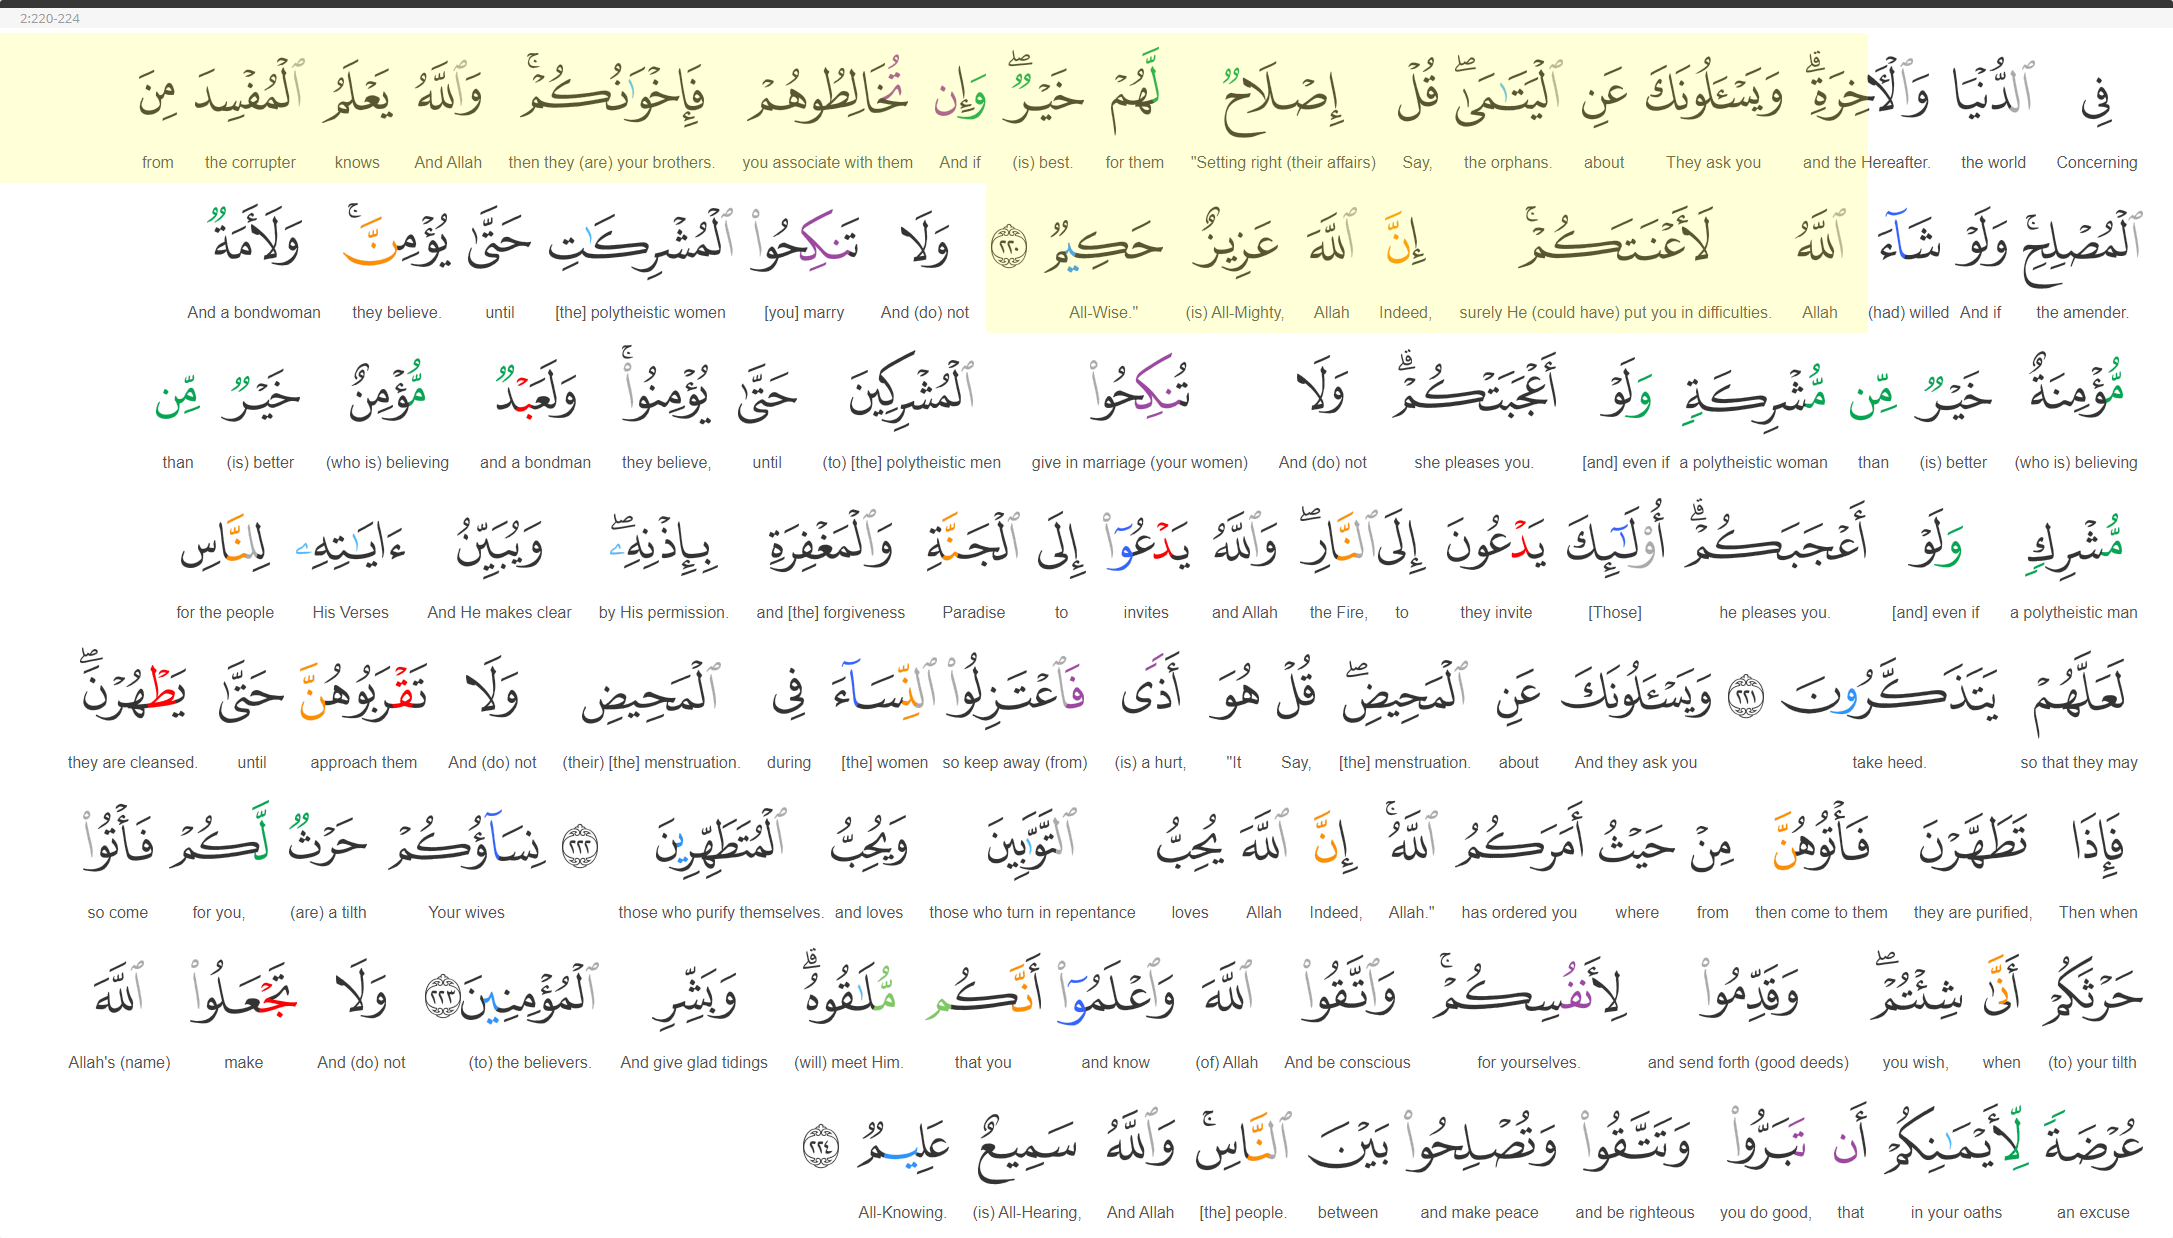 2:220-224
فِى ٱلدُّنْيَا وَٱلْـَٔاخِرَةِ ۗ وَيَسْـَٔلُونَكَ عَنِ ٱلْيَتَـٰمَىٰ ۖ قُلْ إِصْلَاحٌ لَّهُمْ خَيْرٌ ۖ وَإِن تُخَالِطُوهُمْ فَإِخْوَٰنُكُمْ ۚ وَٱللَّهُ يَعْلَمُ ٱلْمُفْسِدَ مِنَ
Concerning the world and the Hereafter. They ask you about the orphans. Say, "Setting right (their affairs) for them (is) best. And if you associate with them then they (are) your brothers. And Allah knows the corrupter from
ٱلْمُصْلِحِ ۚ وَلَوْ شَآءَ ٱللَّهُ لَأَعْنَتَكُمْ ۚ إِنَّ ٱللَّهَ عَزِيزٌ حَكِيمٌ ٢٢٠ وَلَا تَنكِحُوا۟ ٱلْمُشْرِكَـٰتِ حَتَّىٰ يُؤْمِنَّ ۚ وَلَأَمَةٌ
the amender. And if (had) willed Allah surely He (could have) put you in difficulties. Indeed, Allah (is) All-Mighty, All-Wise." And (do) not [you] marry [the] polytheistic women until they believe. And a bondwoman
مُّؤْمِنَةٌ خَيْرٌ مِّن مُّشْرِكَةٍ وَلَوْ أَعْجَبَتْكُمْ ۗ وَلَا تُنكِحُوا۟ ٱلْمُشْرِكِينَ حَتَّىٰ يُؤْمِنُوا۟ ۚ وَلَعَبْدٌ مُّؤْمِنٌ خَيْرٌ مِّن
(who is) believing (is) better than a polytheistic woman [and] even if she pleases you. And (do) not give in marriage (your women) (to) [the] polytheistic men until they believe, and a bondman (who is) believing (is) better than
مُّشْرِكٍ وَلَوْ أَعْجَبَكُمْ ۗ أُو۟لَـٰٓئِكَ يَدْعُونَ إِلَى ٱلنَّارِ ۖ وَٱللَّهُ يَدْعُوٓا۟ إِلَى ٱلْجَنَّةِ وَٱلْمَغْفِرَةِ بِإِذْنِهِۦ ۖ وَيُبَيِّنُ ءَايَـٰتِهِۦ لِلنَّاسِ
a polytheistic man [and] even if he pleases you. [Those] they invite to the Fire, and Allah invites to Paradise and [the] forgiveness by His permission. And He makes clear His Verses for the people
لَعَلَّهُمْ يَتَذَكَّرُونَ ٢٢١ وَيَسْـَٔلُونَكَ عَنِ ٱلْمَحِيضِ ۖ قُلْ هُوَ أَذًى فَٱعْتَزِلُوا۟ ٱلنِّسَآءَ فِى ٱلْمَحِيضِ وَلَا تَقْرَبُوهُنَّ حَتَّىٰ يَطْهُرْنَ ۖ
so that they may take heed. And they ask you about [the] menstruation. Say, "It (is) a hurt, so keep away (from) [the] women during (their) [the] menstruation. And (do) not approach them until they are cleansed.
فَإِذَا تَطَهَّرْنَ فَأْتُوهُنَّ مِنْ حَيْثُ أَمَرَكُمُ ٱللَّهُ ۚ إِنَّ ٱللَّهَ يُحِبُّ ٱلتَّوَّٰبِينَ وَيُحِبُّ ٱلْمُتَطَهِّرِينَ ٢٢٢ نِسَآؤُكُمْ حَرْثٌ لَّكُمْ فَأْتُوا۟
Then when they are purified, then come to them from where has ordered you Allah." Indeed, Allah loves those who turn in repentance and loves those who purify themselves. Your wives (are) a tilth for you, so come
حَرْثَكُمْ أَنَّىٰ شِئْتُمْ ۖ وَقَدِّمُوا۟ لِأَنفُسِكُمْ ۚ وَٱتَّقُوا۟ ٱللَّهَ وَٱعْلَمُوٓا۟ أَنَّكُم مُّلَـٰقُوهُ ۗ وَبَشِّرِ ٱلْمُؤْمِنِينَ ٢٢٣ وَلَا تَجْعَلُوا۟ ٱللَّهَ
(to) your tilth when you wish, and send forth (good deeds) for yourselves. And be conscious (of) Allah and know that you (will) meet Him. And give glad tidings (to) the believers. And (do) not make Allah's (name)
عُرْضَةً لِّأَيْمَـٰنِكُمْ أَن تَبَرُّوا۟ وَتَتَّقُوا۟ وَتُصْلِحُوا۟ بَيْنَ ٱلنَّاسِ ۚ وَٱللَّهُ سَمِيعٌ عَلِيمٌ ٢٢٤
an excuse in your oaths that you do good, and be righteous and make peace between [the] people. And Allah (is) All-Hearing, All-Knowing.